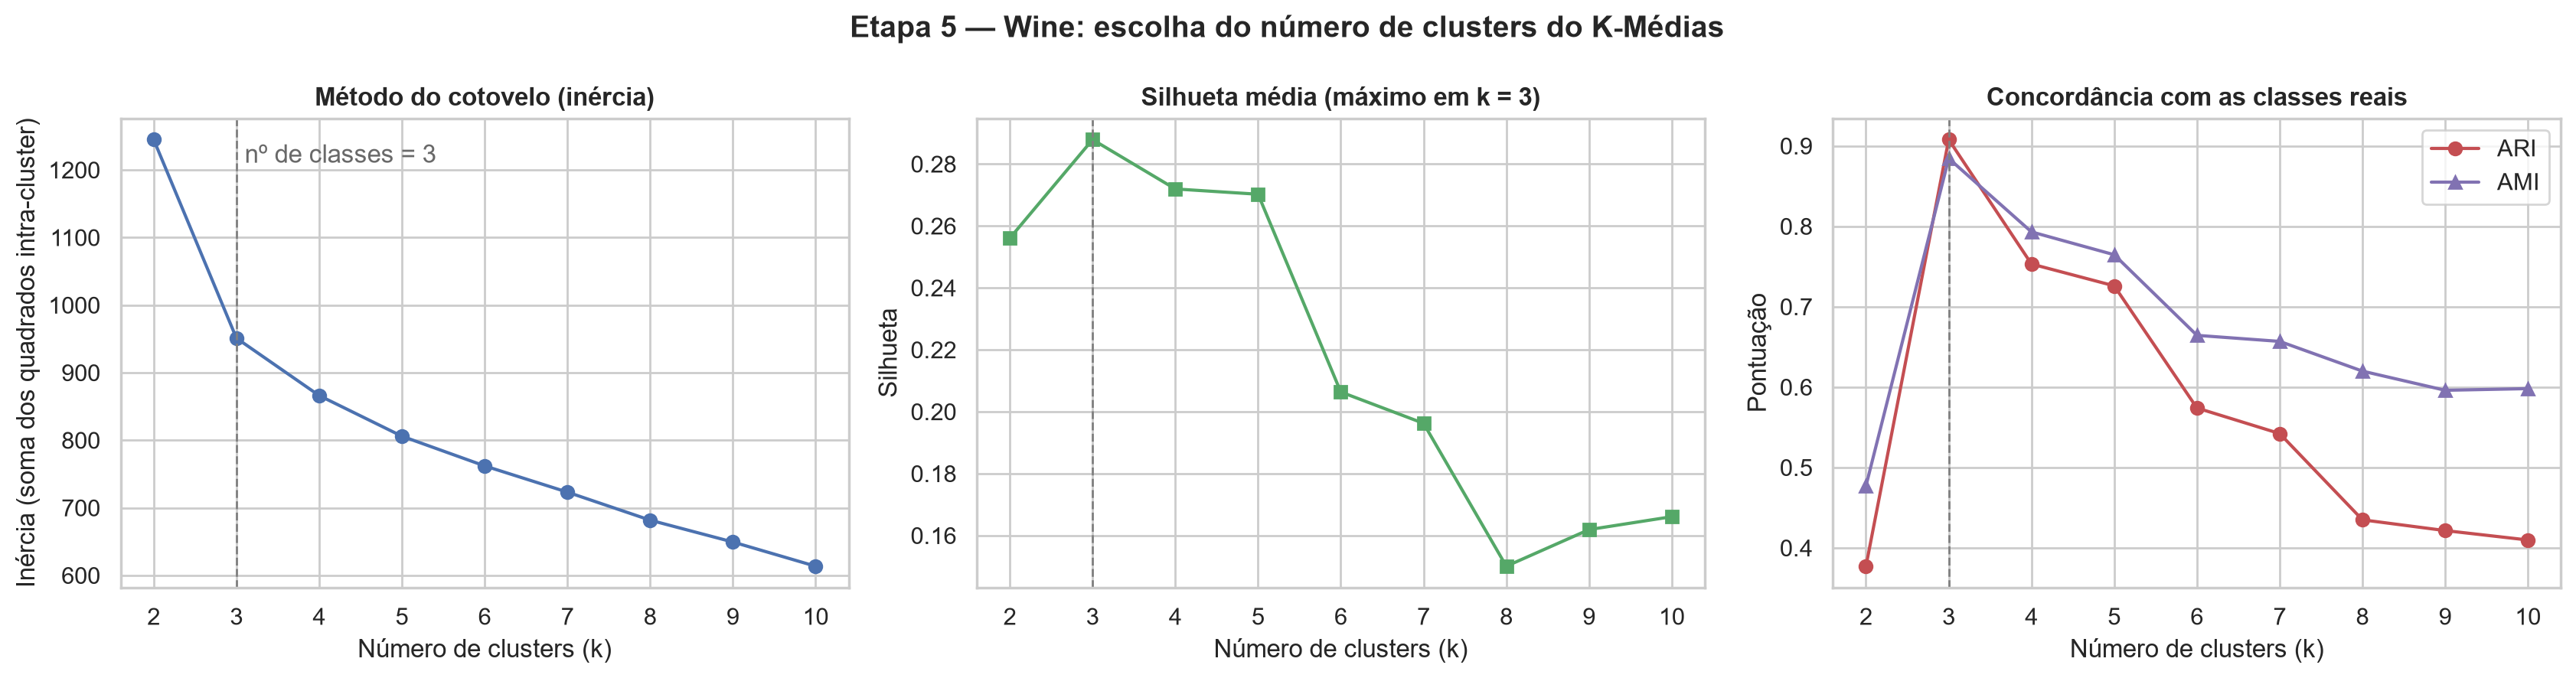 Etapa 5 — Wine: escolha do número de clusters do K-Médias
Método do cotovelo (inércia)
Inércia (soma dos quadrados intra-cluster)
1200
1100
1000
900
800
700
600
nº de classes = 3
2 3 4 5 6 7 8 9 10
Número de clusters (k)
Silhueta média (máximo em k = 3)
Silhueta
0.28
0.26
0.24
0.22
0.20
0.18
0.16
2 3 4 5 6 7 8 9 10
Número de clusters (k)
Concordância com as classes reais
Pontuação
0.9
0.8
0.7
0.6
0.5
0.4
ARI
AMI
2 3 4 5 6 7 8 9 10
Número de clusters (k)